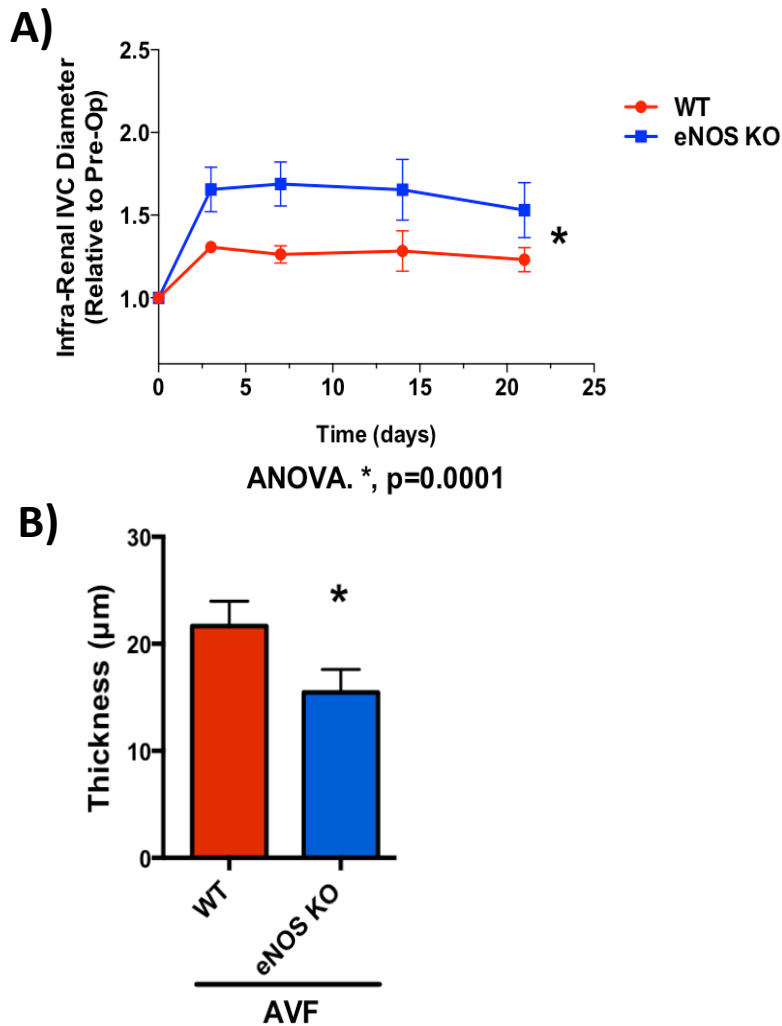 A)
2.5
2.0
1.5
1.0
Infra-Renal IVC Diameter
(Relative to Pre-Op)
WT
eNOS KO
*
0 5 10 15 20 25
Time (days)
ANOVA. *, p=0.0001
B)
30
20
10
0
Thickness (µm)
*
WT
eNOS KO
AVF